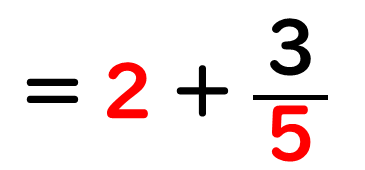 = 2 + 3/5